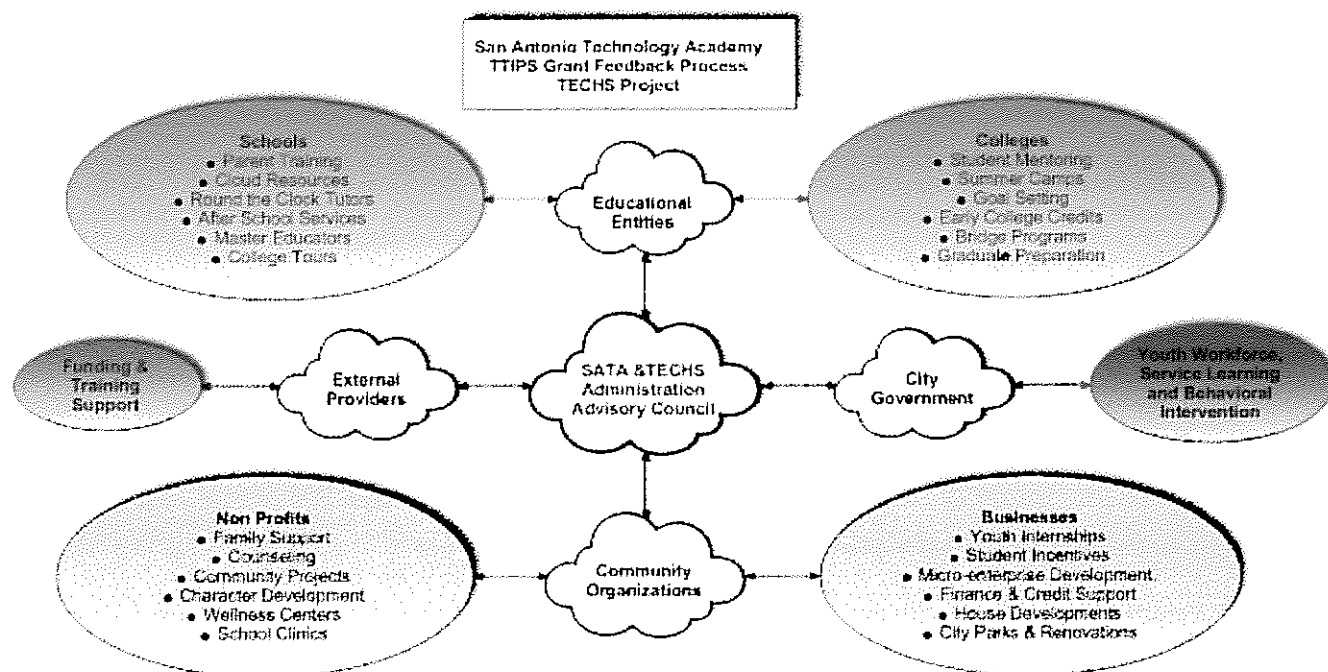 San Antonio Technology Academy
TTIPS Grant Feedback Process
TECHS Project
Schools
● Parent Training
● Cloud Resources
● Round the Clock Tutors
● After School Services
● Master Educators
● College Tours
Educational
Entities
Colleges
● Student Mentoring
● Summer Camps
● Goal Setting
● Early College Credits
● Bridge Programs
● Graduate Preparation
Funding &
Training
Support
External
Providers
SATA &TECHS
Administration
Advisory Council
City
Government
Youth Workforce,
Service Learning
and Behavioral
Intervention
Non Profits
● Family Support
● Counseling
● Community Projects
● Character Development
● Wellness Centers
● School Clinics
Community
Organizations
Businesses
● Youth Internships
● Student Incentives
● Micro-enterprise Development
● Finance & Credit Support
● House Developments
● City Parks & Renovations